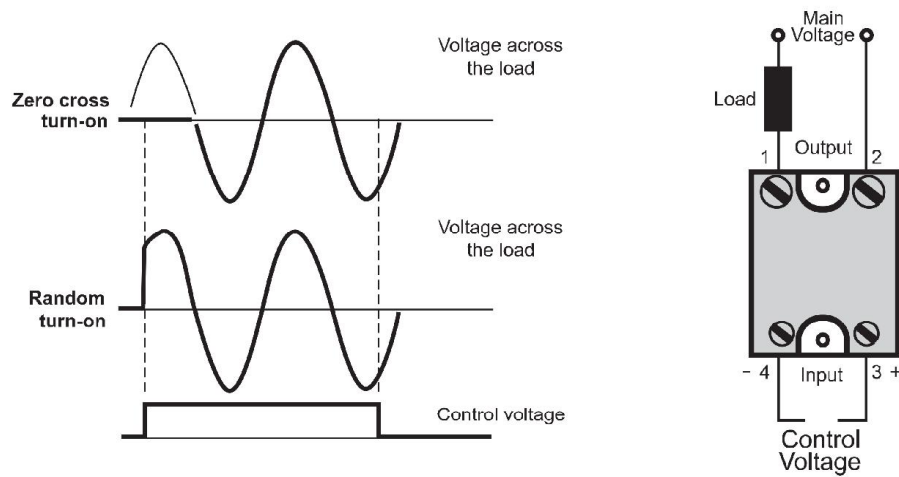 Voltage across
the load
Zero cross
turn-on
Voltage across
the load
Random
turn-on
Control voltage
Main
Voltage
Load
1 Output 2
- 4 Input 3 +
Control
Voltage